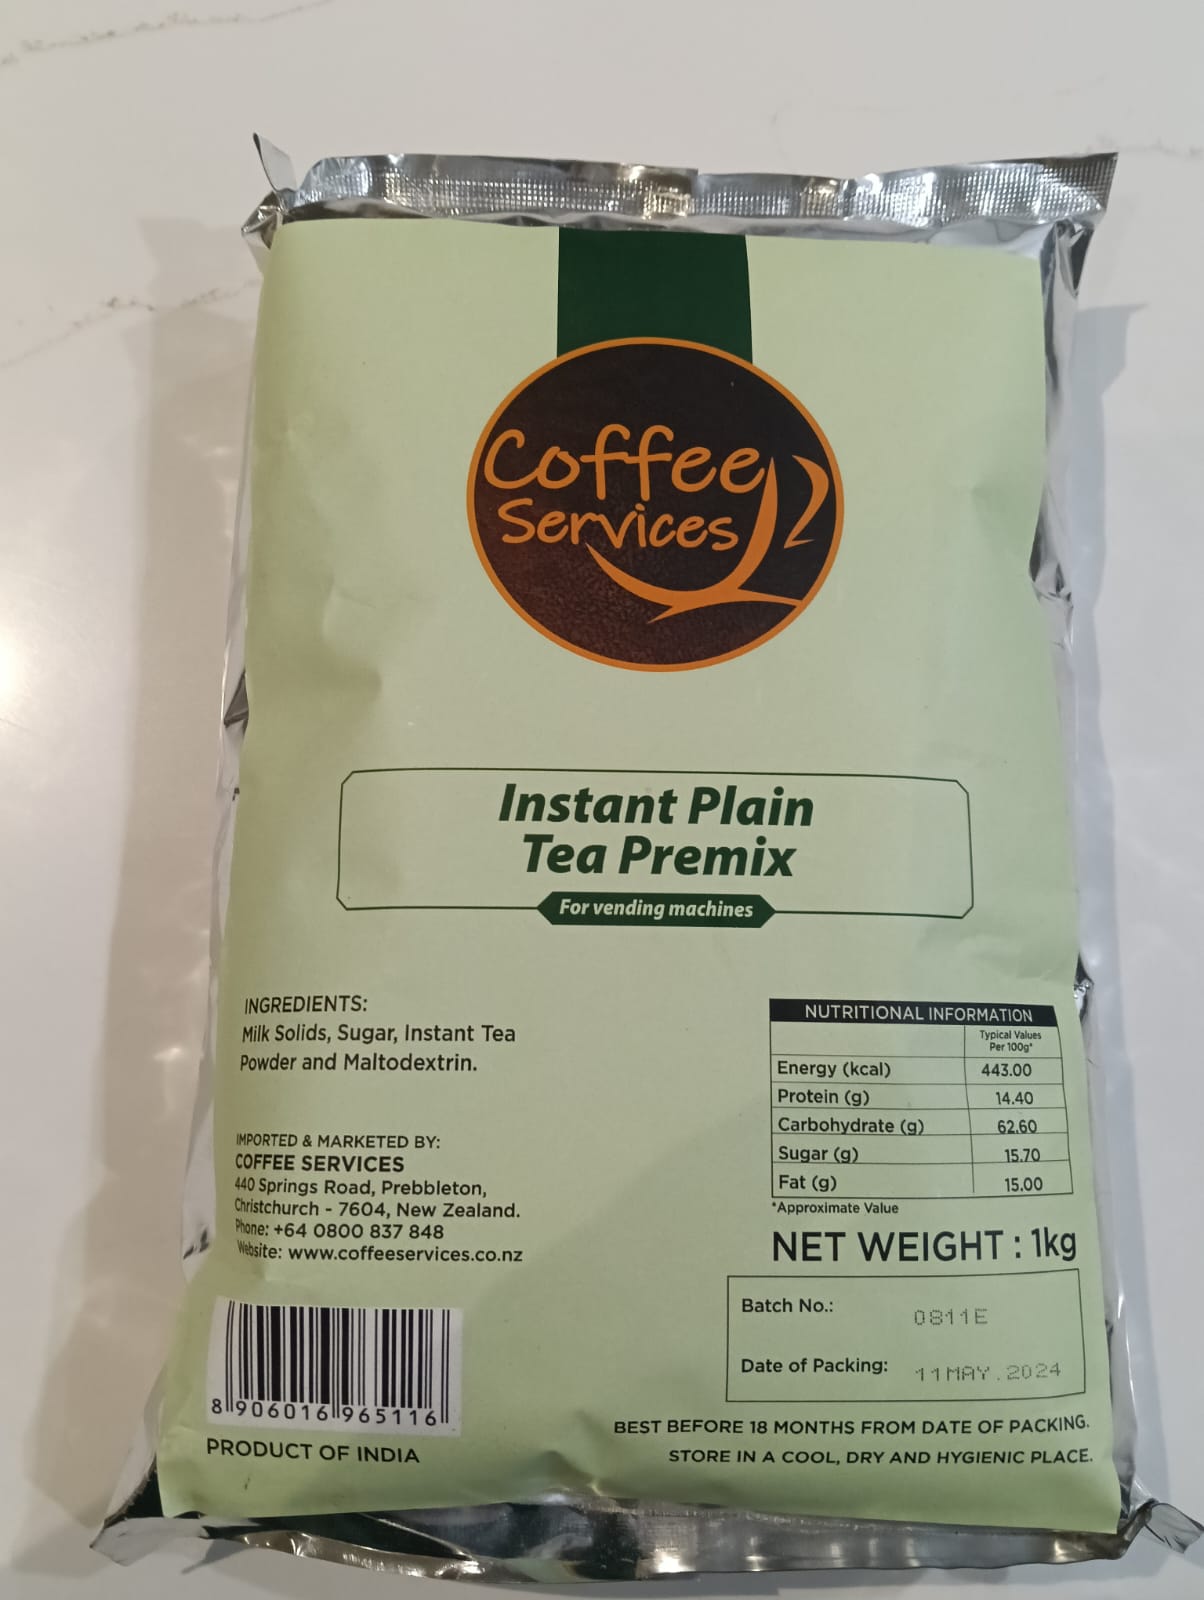 Coffee
Services
Instant Plain
Tea Premix
For vending machines
INGREDIENTS:
Milk Solids, Sugar, Instant Tea
Powder and Maltodextrin.
IMPORTED & MARKETED BY:
COFFEE SERVICES
440 Springs Road, Prebbleton,
Christchurch - 7604, New Zealand.
Phone: +64 0800 837 848
Website: www.coffeeservices.co.nz
8 906016 965116
PRODUCT OF INDIA
NUTRITIONAL INFORMATION
Typical Values
Per 100g*
Energy (kcal) 443.00
Protein (g) 14.40
Carbohydrate (g) 62.60
Sugar (g) 15.70
Fat (g) 15.00
*Approximate Value
NET WEIGHT : 1kg
Batch No.: 0811E
Date of Packing: 11MAY.2024
BEST BEFORE 18 MONTHS FROM DATE OF PACKING.
STORE IN A COOL, DRY AND HYGIENIC PLACE.